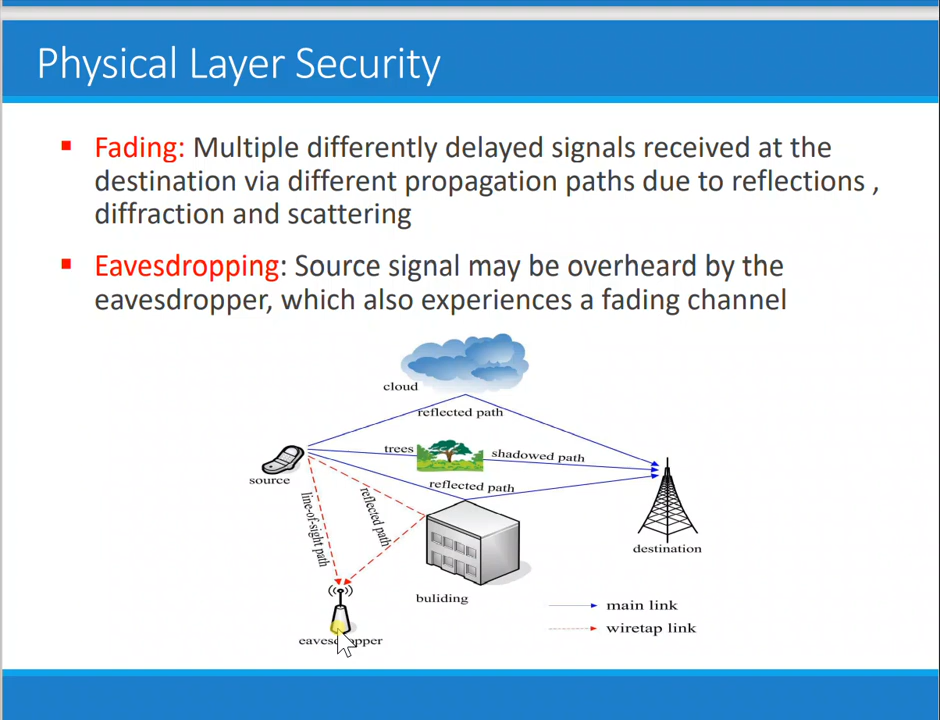 Physical Layer Security
Fading: Multiple differently delayed signals received at the
destination via different propagation paths due to reflections ,
diffraction and scattering
Eavesdropping: Source signal may be overheard by the
eavesdropper, which also experiences a fading channel
cloud
reflected path
trees
shadowed path
source
reflected path
line-of-sight path
reflected path
destination
buliding
main link
wiretap link